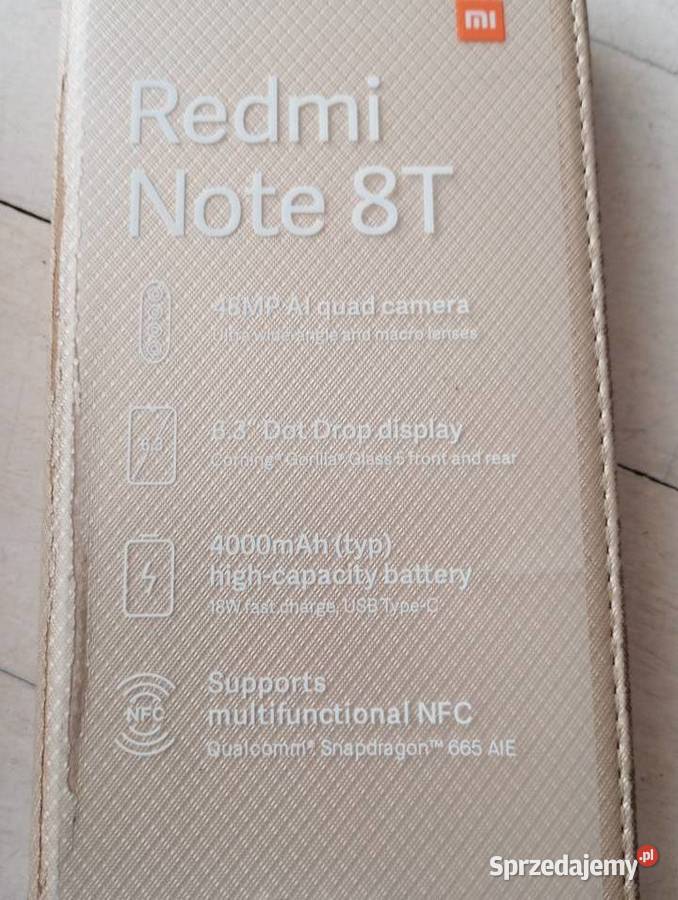 mi
Redmi
Note 8T
48MP AI quad camera
Ultra wide-angle and macro lenses
6.3" Dot Drop display
6.3
Corning® Gorilla® Glass 5 front and rear
4000mAh (typ)
high-capacity battery
18W fast charge, USB Type-C
Supports
multifunctional NFC
NFC
Qualcomm® Snapdragon™ 665 AIE
Sprzedajemy.pl